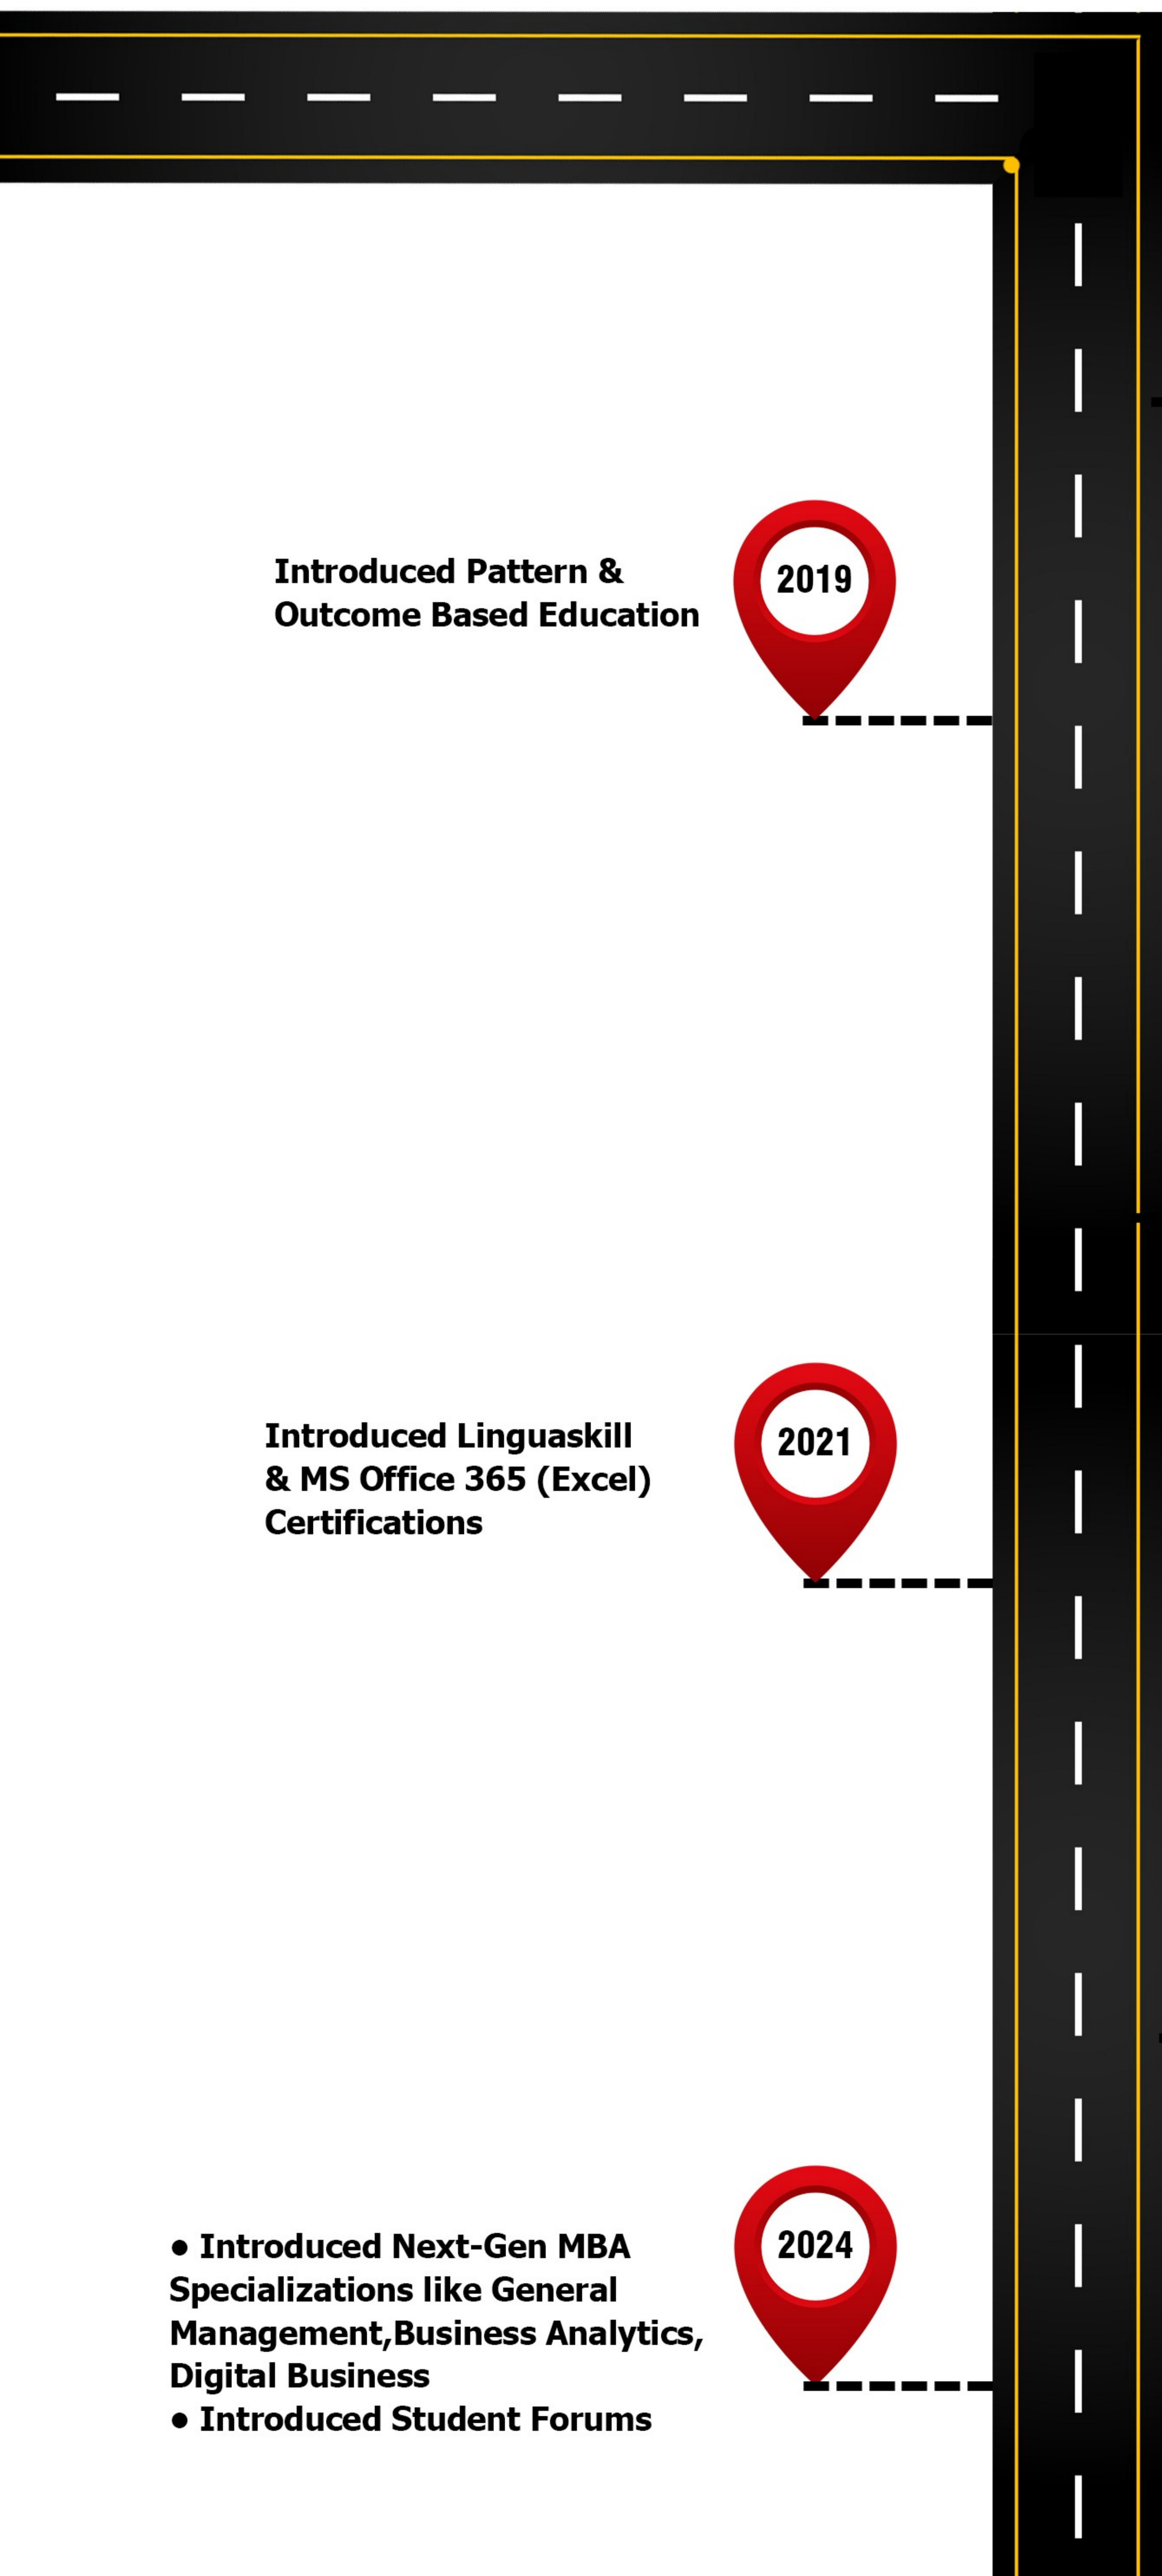 Introduced Pattern &
Outcome Based Education
2019
Introduced Linguaskill
& MS Office 365 (Excel)
Certifications
2021
● Introduced Next-Gen MBA
Specializations like General
Management,Business Analytics,
Digital Business
● Introduced Student Forums
2024